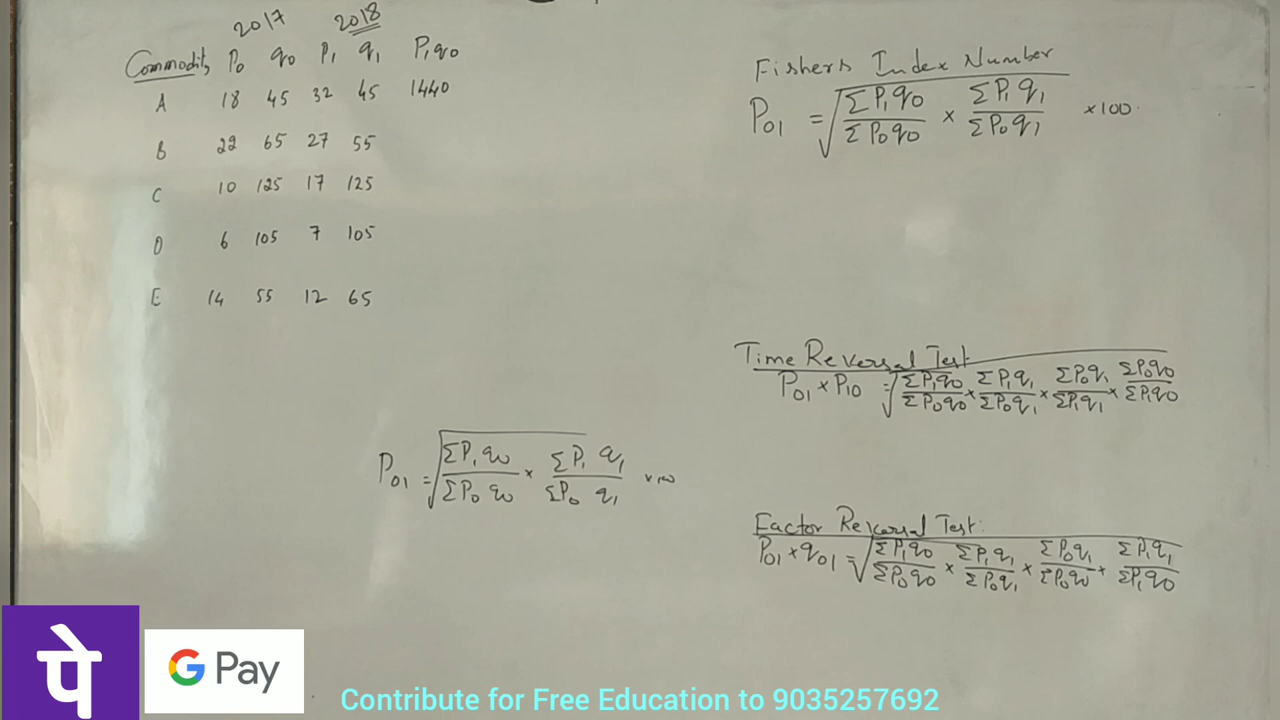 2017 2018
Commodity P₀ q₀ P₁ q₁ P₁q₀
A 18 45 32 45 1440
B 22 65 27 55
C 10 125 17 125
D 6 105 7 105
E 14 55 12 65
P₀₁ = √ ΣP₁q₀ / ΣP₀q₀ × ΣP₁q₁ / ΣP₀q₁ ×100
Fishers Index Number
P₀₁ = √ ΣP₁q₀ / ΣP₀q₀ × ΣP₁q₁ / ΣP₀q₁ ×100
Time Reversal Test
P₀₁ × P₁₀ = √ ΣP₁q₀ / ΣP₀q₀ × ΣP₁q₁ / ΣP₀q₁ × ΣP₀q₁ / ΣP₁q₁ × ΣP₀q₀ / ΣP₁q₀
Factor Reversal Test:
P₀₁ × q₀₁ = √ ΣP₁q₀ / ΣP₀q₀ × ΣP₁q₁ / ΣP₀q₁ × ΣP₀q₁ / ΣP₀q₀ × ΣP₁q₁ / ΣP₁q₀
पे
G Pay
Contribute for Free Education to 9035257692